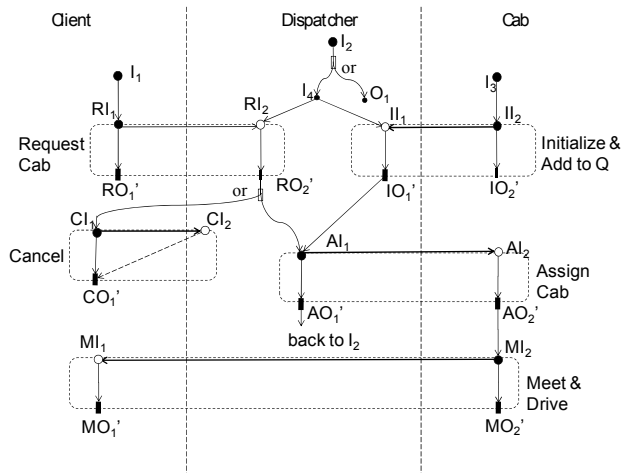 Client Dispatcher Cab
I₂
I₁ or I₃
I₄ O₁
RI₁ RI₂ II₁ II₂
Request Cab
Initialize & Add to Q
RO₁’ RO₂’ IO₁’ IO₂’
or
CI₁ CI₂
AI₁ AI₂
Cancel
Assign Cab
CO₁’
AO₁’ AO₂’
back to I₂
MI₁ MI₂
Meet & Drive
MO₁’ MO₂’